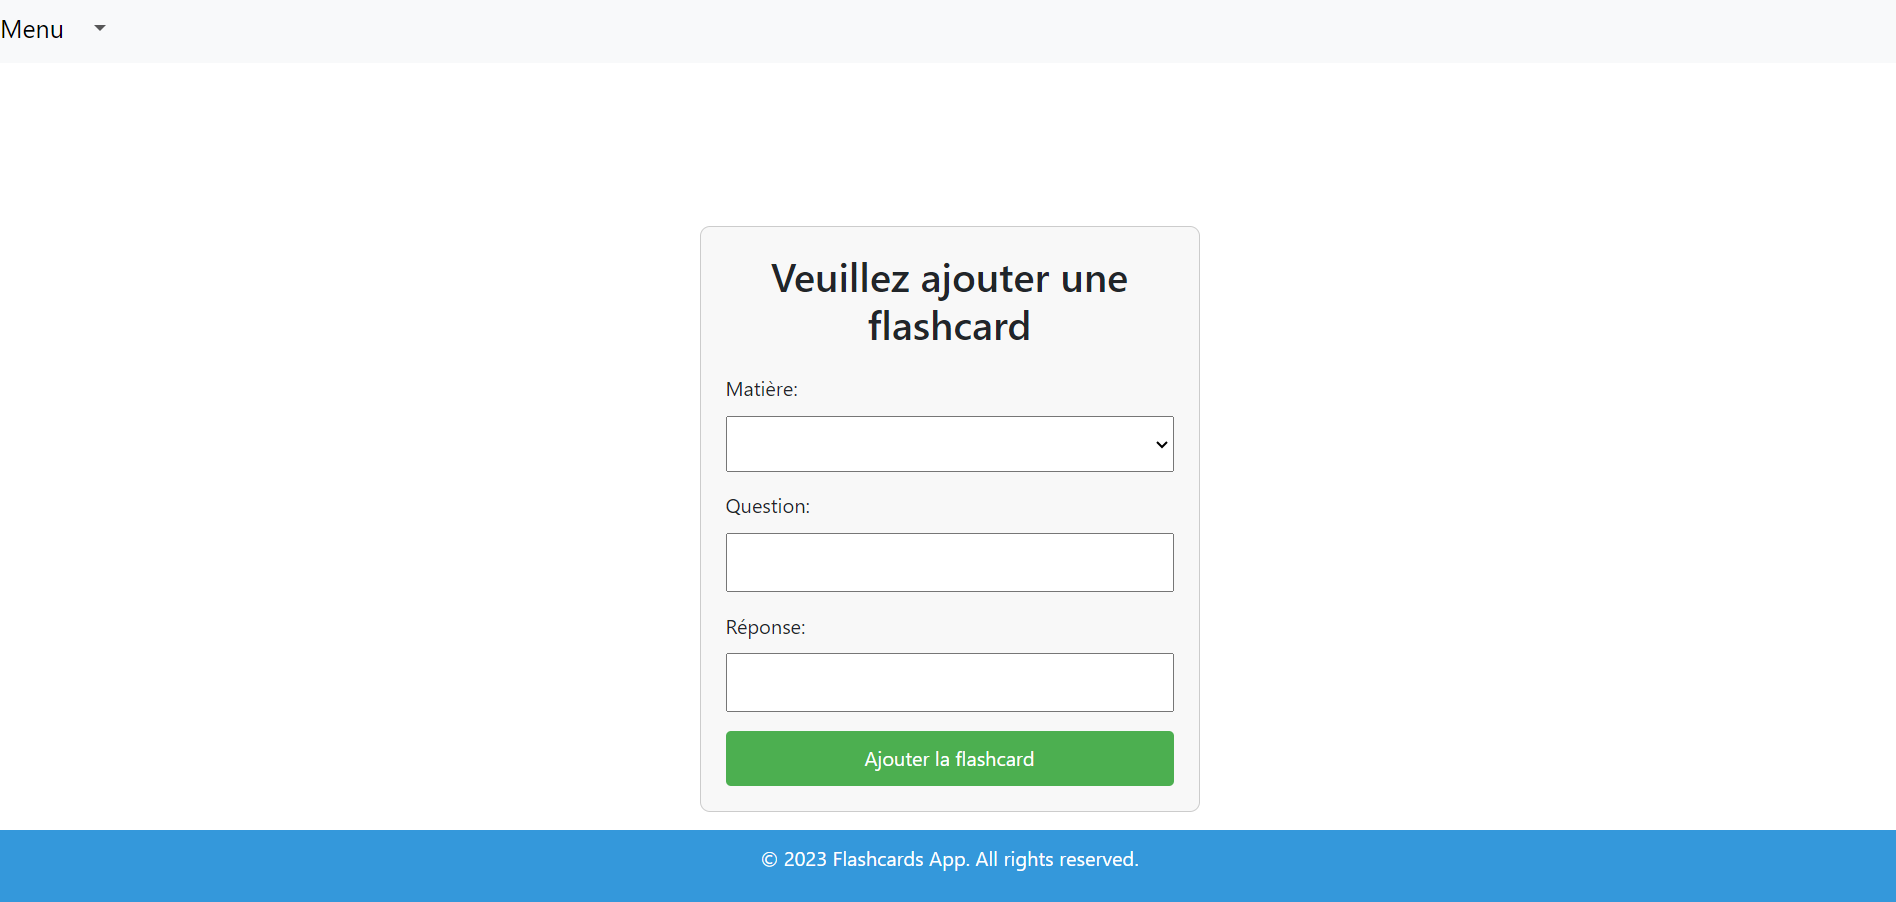 Menu
Veuillez ajouter une
flashcard
Matière:
Question:
Réponse:
Ajouter la flashcard
© 2023 Flashcards App. All rights reserved.